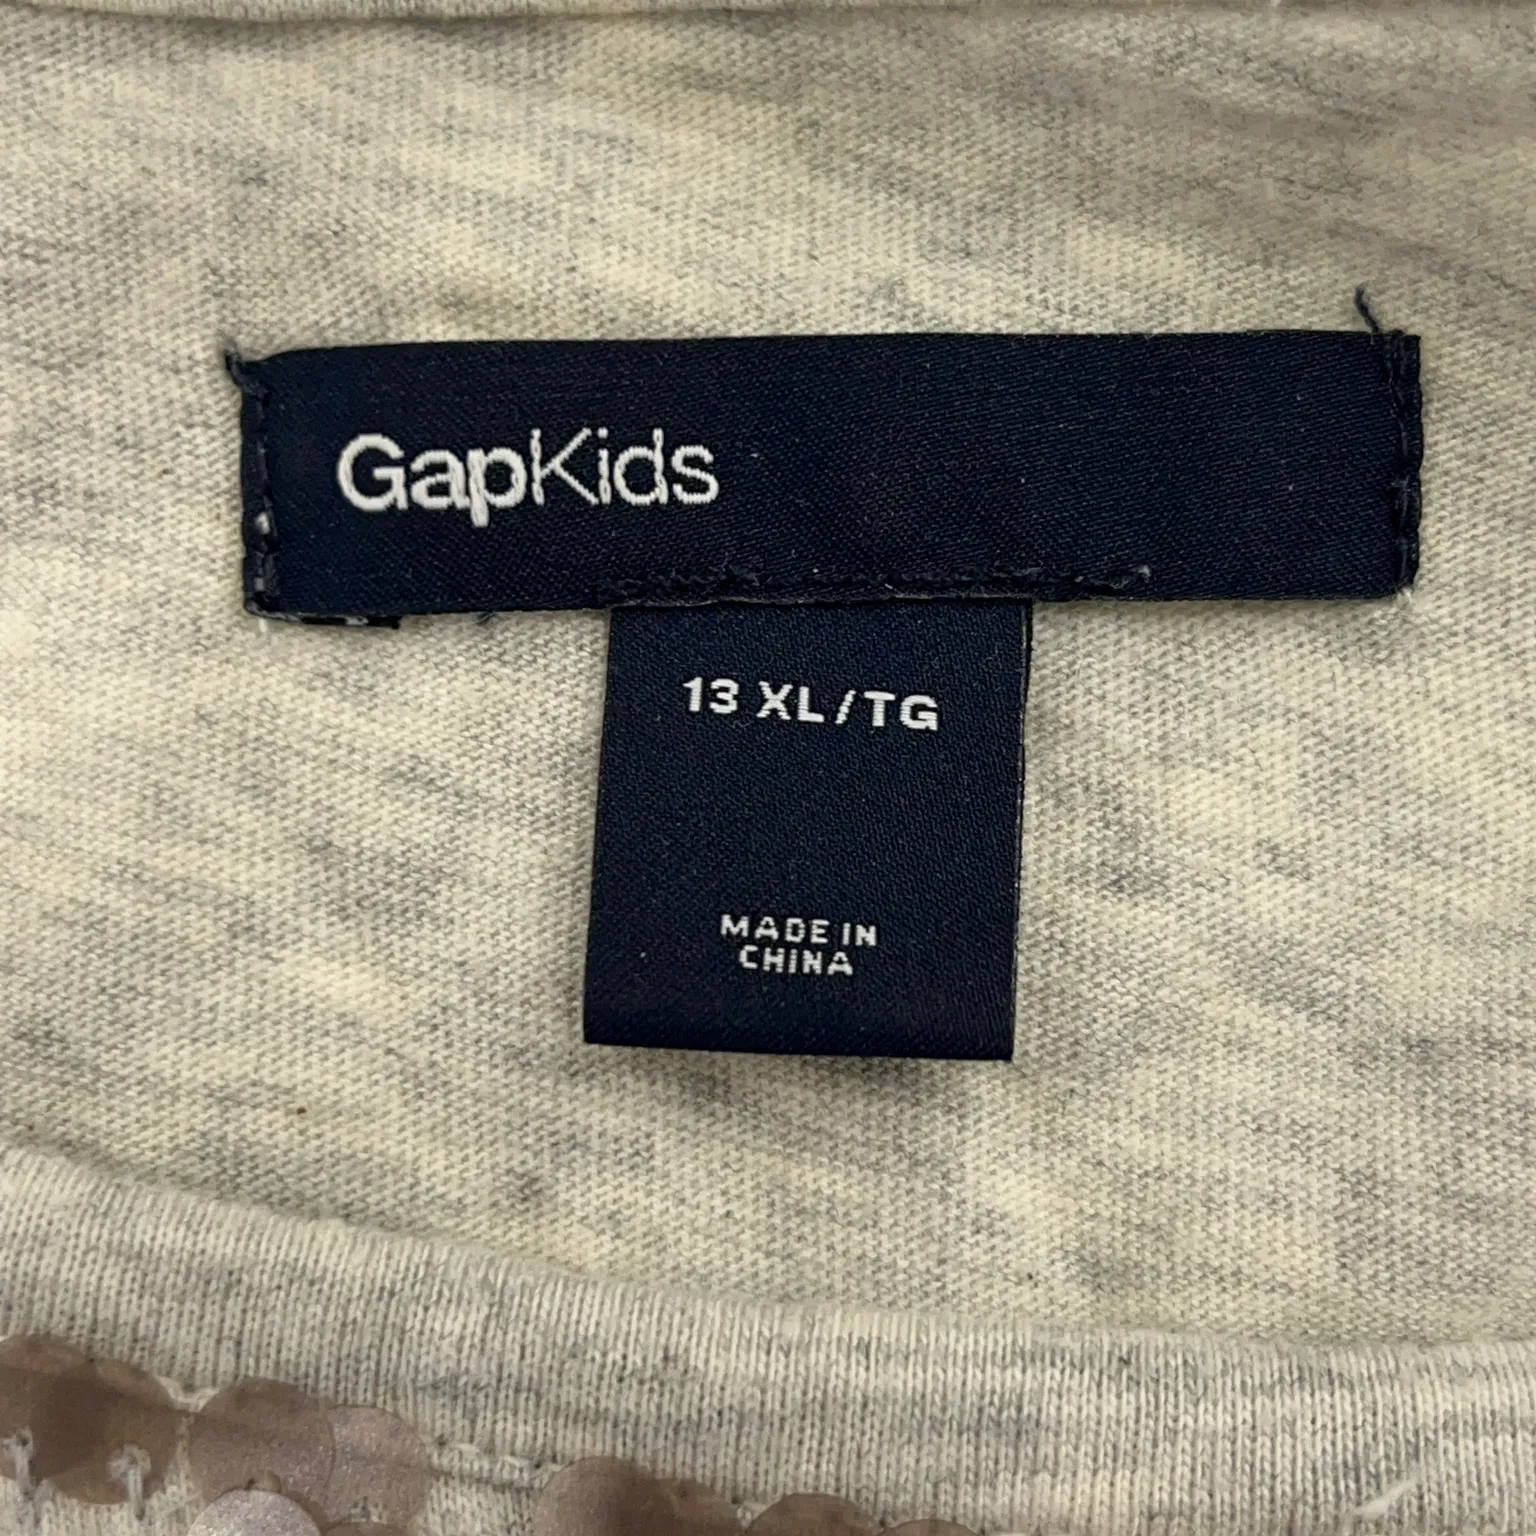 GapKids
13 XL/TG
MADE IN
CHINA